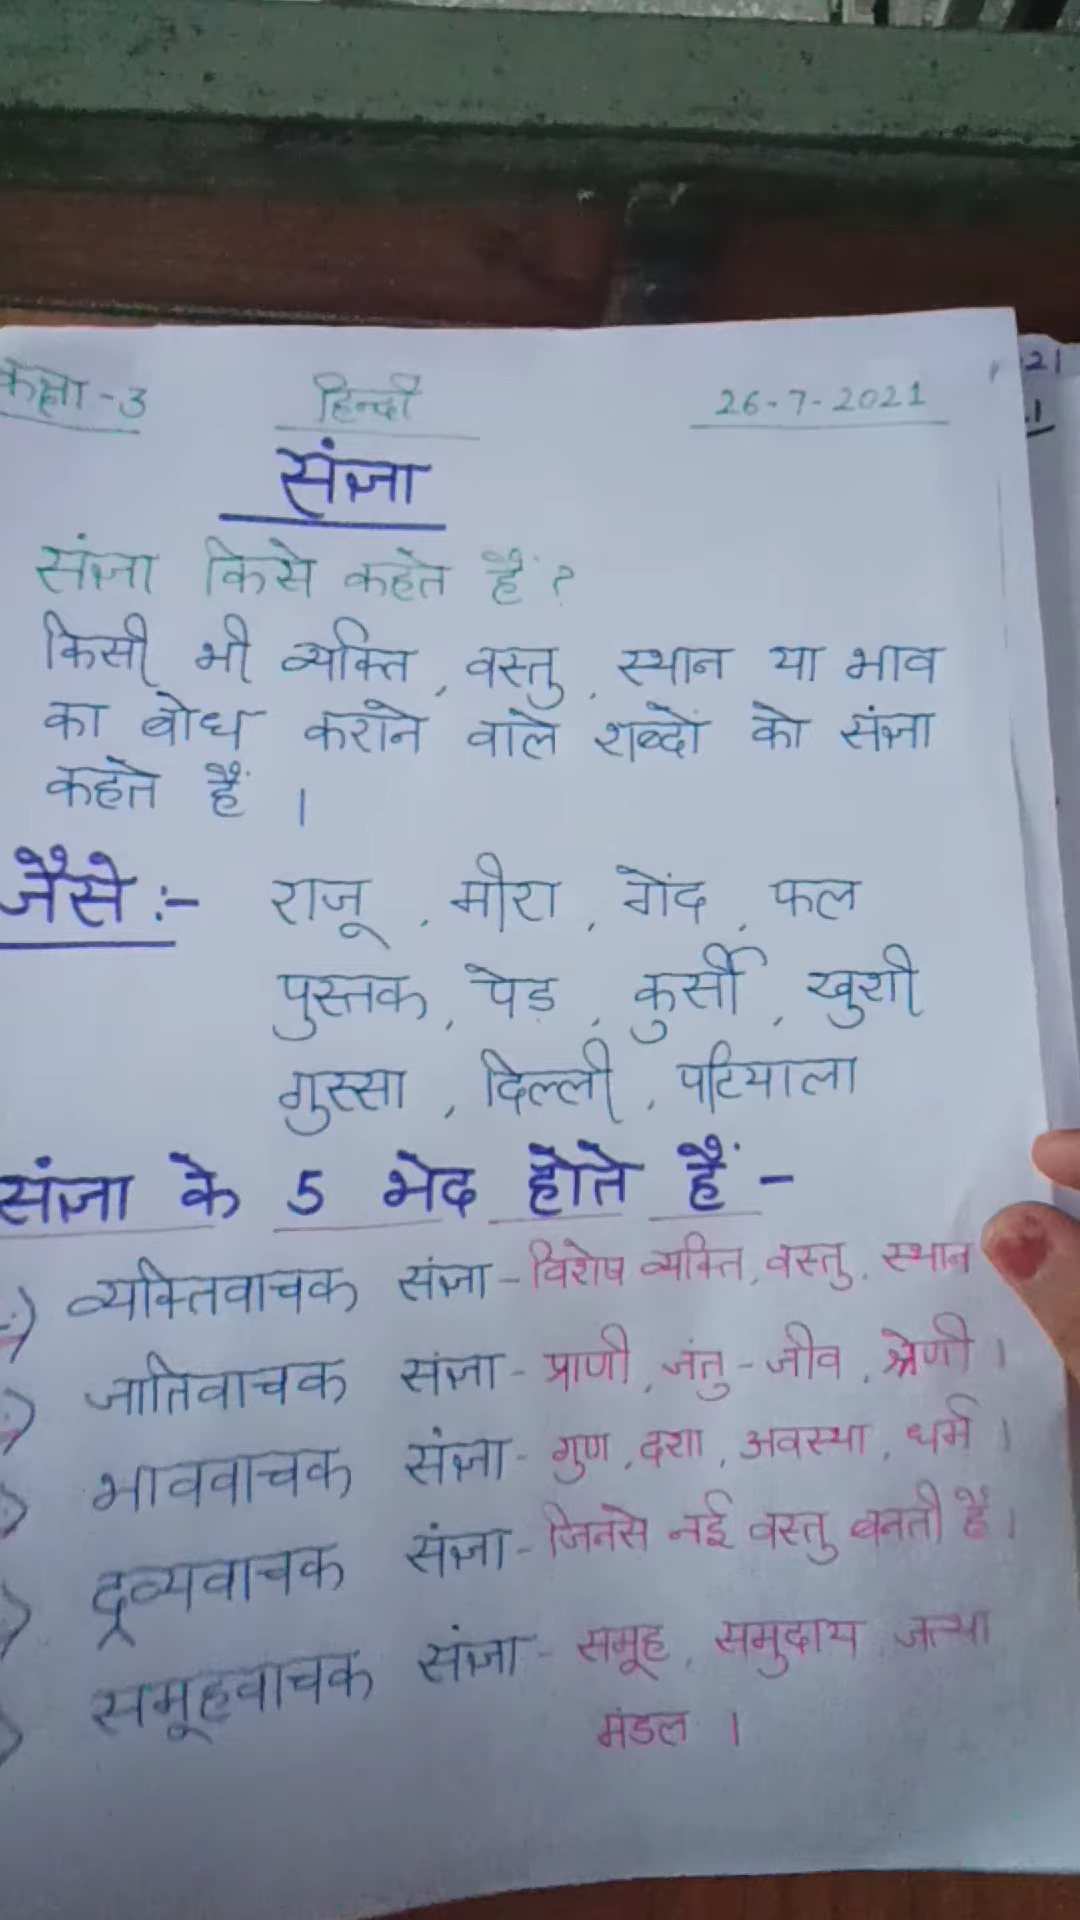 कक्षा - 3 हिन्दी 26-7-2021
संज्ञा
संज्ञा किसे कहते हैं ?
किसी भी व्यक्ति , वस्तु , स्थान या भाव
का बोध कराने वाले शब्दों को संज्ञा
कहते हैं ।
जैसे :- राजू , मीरा , गेंद , फल
पुस्तक , पेड़ , कुर्सी , खुशी
गुस्सा , दिल्ली , पटियाला
संज्ञा के 5 भेद होते हैं -
व्यक्तिवाचक संज्ञा - विशेष व्यक्ति , वस्तु , स्थान
जातिवाचक संज्ञा - प्राणी , जंतु - जीव , श्रेणी ।
भाववाचक संज्ञा - गुण , दशा , अवस्था , धर्म ।
द्रव्यवाचक संज्ञा - जिनसे नई वस्तु बनती है ।
समूहवाचक संज्ञा - समूह , समुदाय , जत्था
मंडल ।